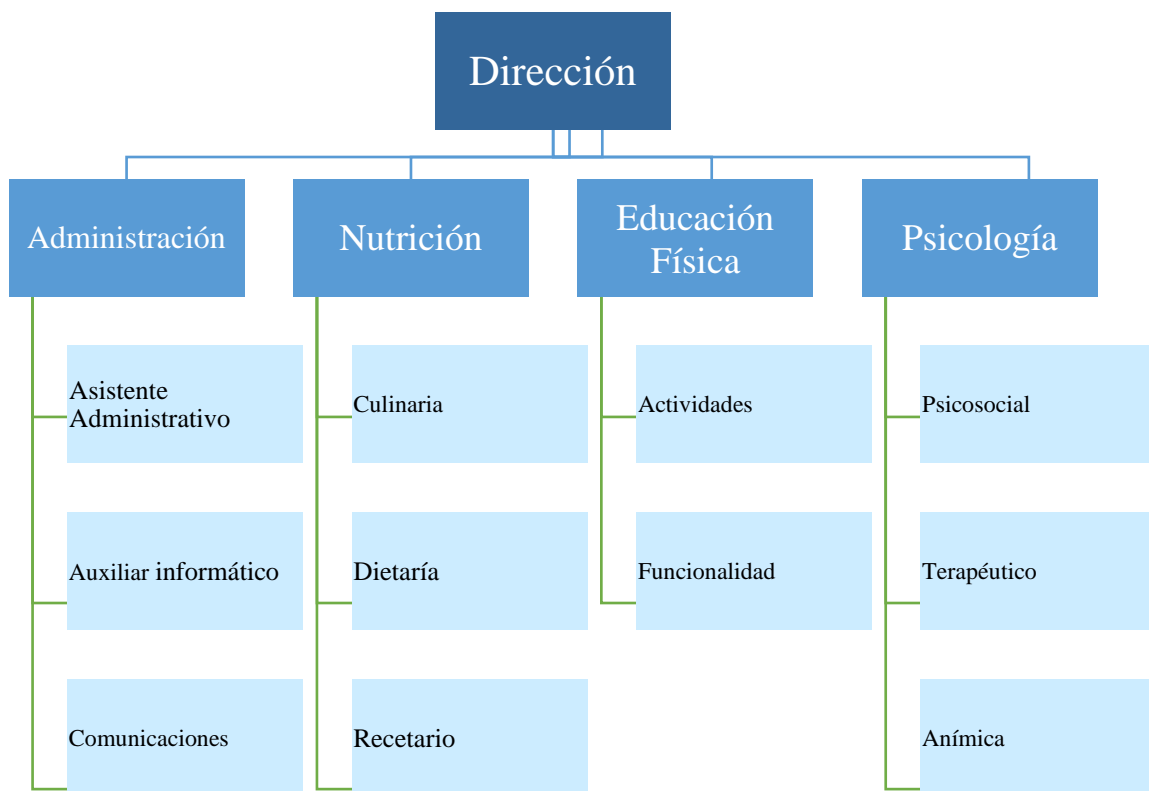 Dirección
Administración
Nutrición
Educación
Física
Psicología
Asistente
Administrativo
Culinaria
Actividades
Psicosocial
Auxiliar informático
Dietaría
Funcionalidad
Terapéutico
Comunicaciones
Recetario
Anímica